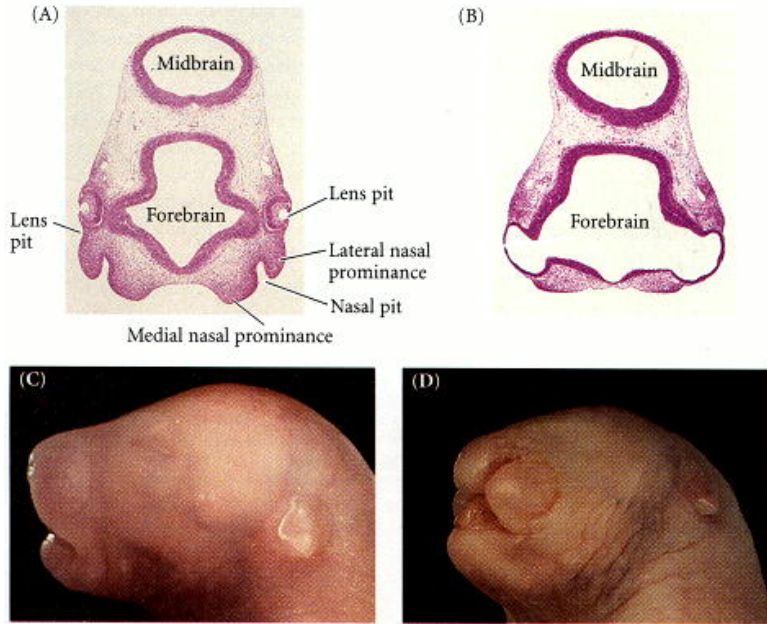 (A)
Midbrain
Forebrain
Lens
pit
Lens pit
Lateral nasal
prominance
Nasal pit
Medial nasal prominance
(B)
Midbrain
Forebrain
(C)
(D)